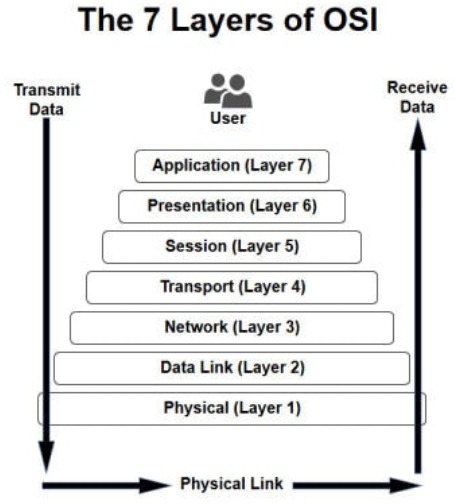 The 7 Layers of OSI
Transmit
Data
User
Receive
Data
Application (Layer 7)
Presentation (Layer 6)
Session (Layer 5)
Transport (Layer 4)
Network (Layer 3)
Data Link (Layer 2)
Physical (Layer 1)
Physical Link